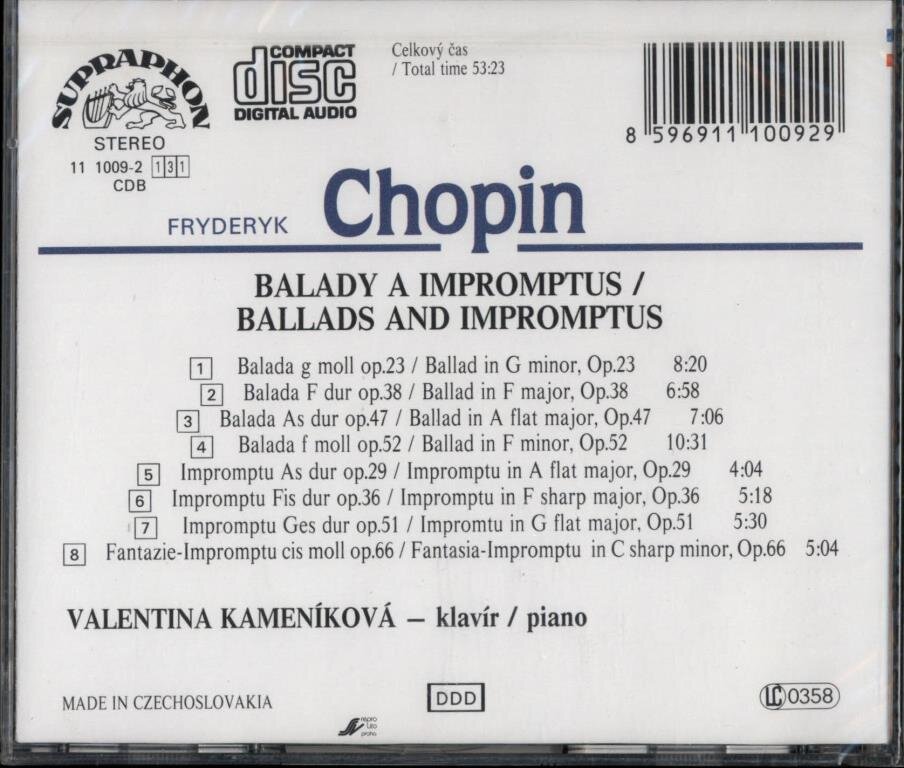 SUPRAPHON
STEREO
11 1009-2 131
CDB
COMPACT
disc
DIGITAL AUDIO
Celkový čas
/ Total time 53:23
8 596911 100929
FRYDERYK Chopin
BALADY A IMPROMPTUS /
BALLADS AND IMPROMPTUS
1 Balada g moll op.23 / Ballad in G minor, Op.23 8:20
2 Balada F dur op.38 / Ballad in F major, Op.38 6:58
3 Balada As dur op.47 / Ballad in A flat major, Op.47 7:06
4 Balada f moll op.52 / Ballad in F minor, Op.52 10:31
5 Impromptu As dur op.29 / Impromptu in A flat major, Op.29 4:04
6 Impromptu Fis dur op.36 / Impromptu in F sharp major, Op.36 5:18
7 Impromptu Ges dur op.51 / Impromtu in G flat major, Op.51 5:30
8 Fantazie-Impromptu cis moll op.66 / Fantasia-Impromptu in C sharp minor, Op.66 5:04
VALENTINA KAMENÍKOVÁ – klavír / piano
MADE IN CZECHOSLOVAKIA
DDD
LC 0358
repro
lito
praha